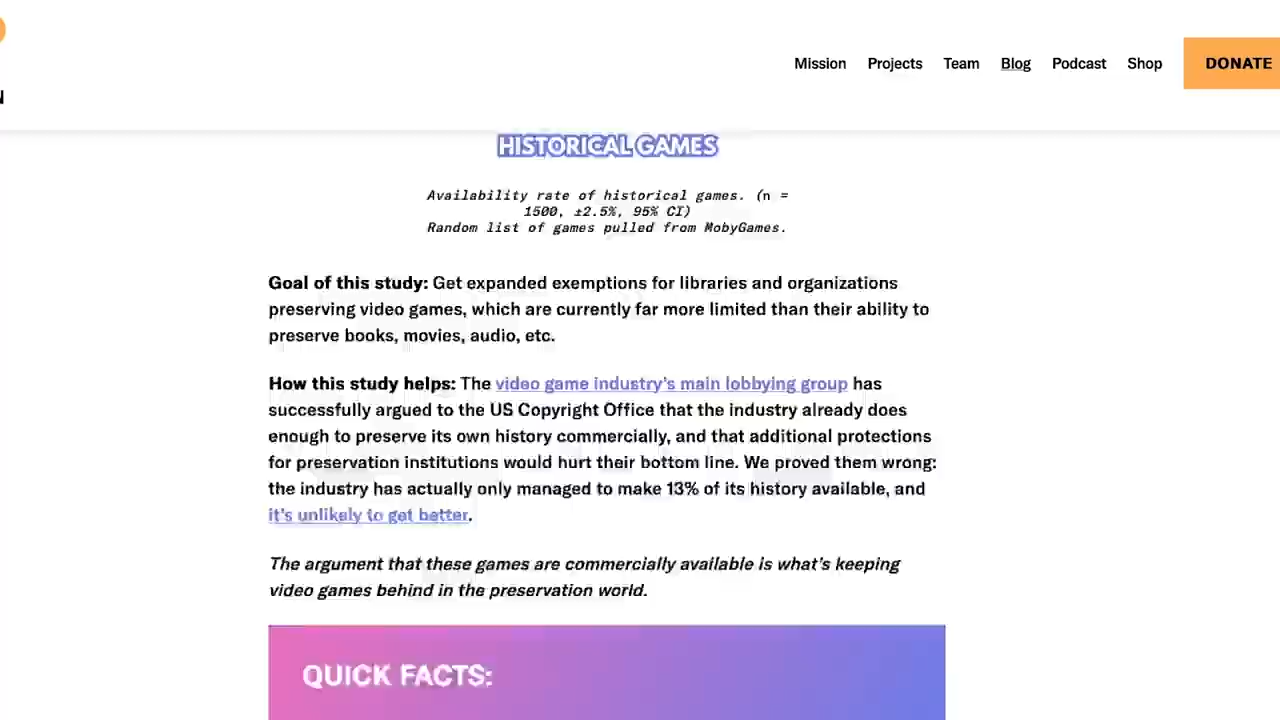 Mission Projects Team Blog Podcast Shop DONATE
N
HISTORICAL GAMES
Availability rate of historical games. (n =
1500, ±2.5%, 95% CI)
Random list of games pulled from MobyGames.
Goal of this study: Get expanded exemptions for libraries and organizations
preserving video games, which are currently far more limited than their ability to
preserve books, movies, audio, etc.
How this study helps: The video game industry's main lobbying group has
successfully argued to the US Copyright Office that the industry already does
enough to preserve its own history commercially, and that additional protections
for preservation institutions would hurt their bottom line. We proved them wrong:
the industry has actually only managed to make 13% of its history available, and
it's unlikely to get better.
The argument that these games are commercially available is what's keeping
video games behind in the preservation world.
QUICK FACTS: